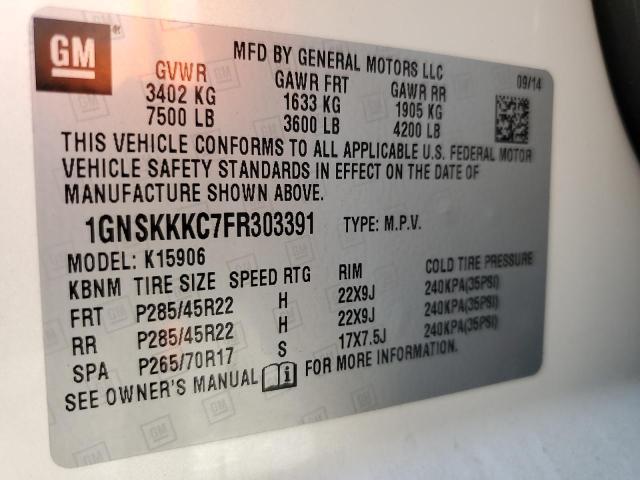 GM
MFD BY GENERAL MOTORS LLC
09/14
GVWR GAWR FRT GAWR RR
3402 KG 1633 KG 1905 KG
7500 LB 3600 LB 4200 LB
THIS VEHICLE CONFORMS TO ALL APPLICABLE U.S. FEDERAL MOTOR
VEHICLE SAFETY STANDARDS IN EFFECT ON THE DATE OF
MANUFACTURE SHOWN ABOVE.
1GNSKKKC7FR303391 TYPE: M.P.V.
MODEL: K15906
KBNM TIRE SIZE SPEED RTG RIM COLD TIRE PRESSURE
FRT P285/45R22 H 22X9J 240KPA(35PSI)
RR P285/45R22 H 22X9J 240KPA(35PSI)
SPA P265/70R17 S 17X7.5J 240KPA(35PSI)
SEE OWNER'S MANUAL i FOR MORE INFORMATION.